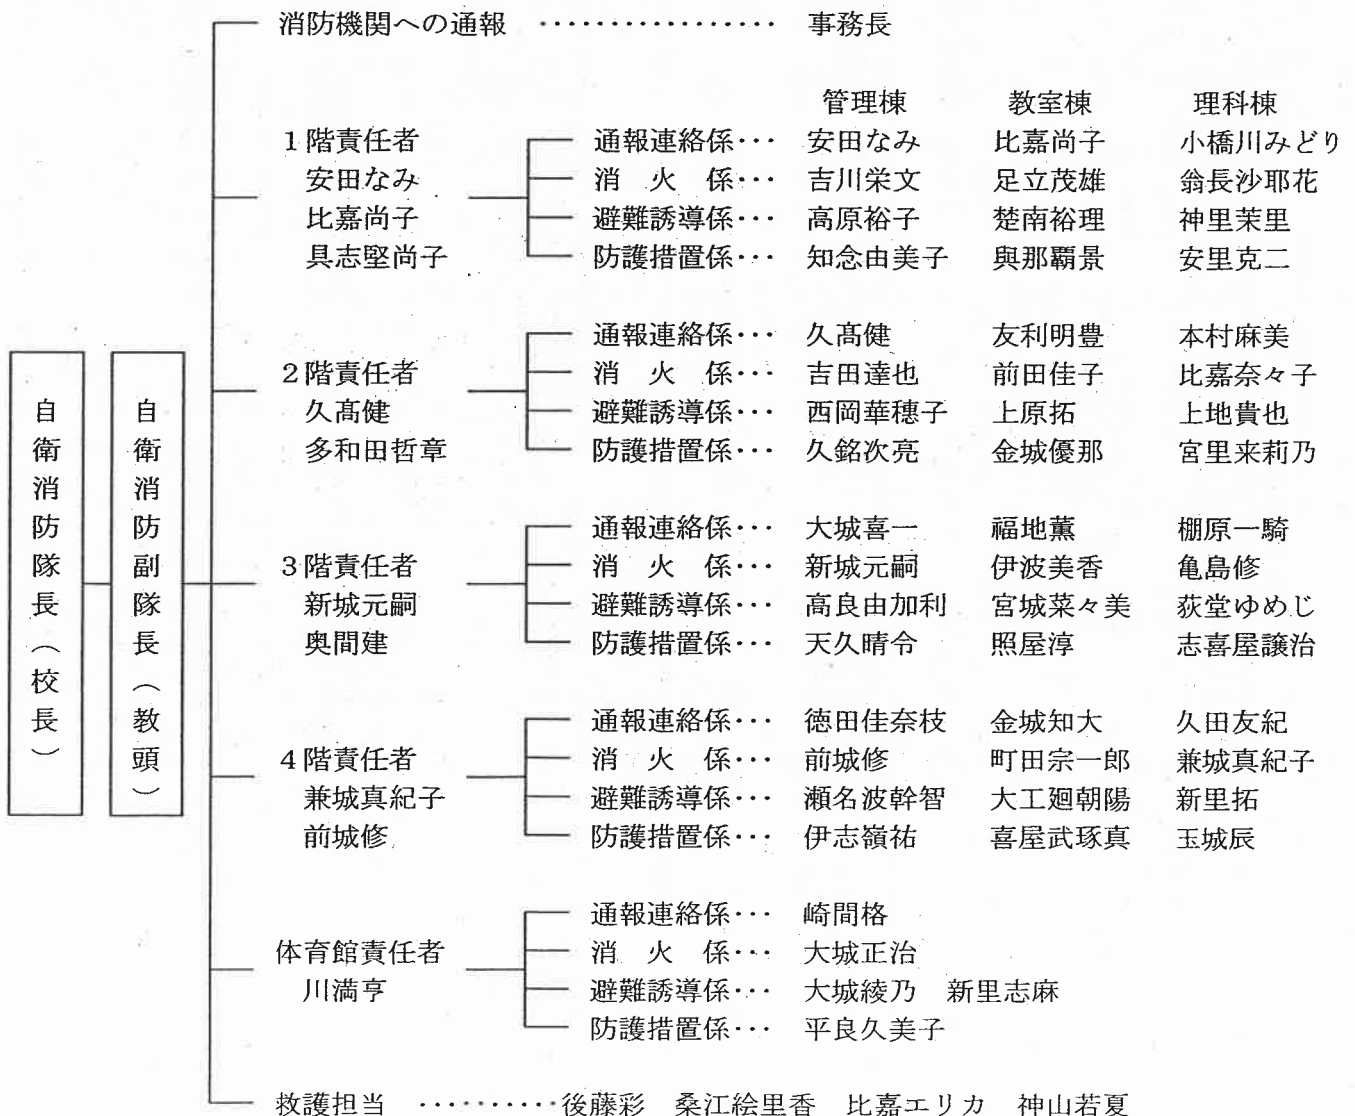 消防機関への通報 ‥‥‥‥‥‥‥‥ 事務長
管理棟 教室棟 理科棟
1階責任者 通報連絡係… 安田なみ 比嘉尚子 小橋川みどり
安田なみ 消火係… 吉川栄文 足立茂雄 翁長沙耶花
比嘉尚子 避難誘導係… 高原裕子 楚南裕理 神里茉里
具志堅尚子 防護措置係… 知念由美子 與那覇景 安里克二
通報連絡係… 久髙健 友利明豊 本村麻美
2階責任者 消火係… 吉田達也 前田佳子 比嘉奈々子
久髙健 避難誘導係… 西岡華穂子 上原拓 上地貴也
多和田哲章 防護措置係… 久銘次亮 金城優那 宮里来莉乃
自衛消防隊長（校長）
自衛消防副隊長（教頭）
通報連絡係… 大城喜一 福地薫 棚原一騎
3階責任者 消火係… 新城元嗣 伊波美香 亀島修
新城元嗣 避難誘導係… 高良由加利 宮城菜々美 荻堂ゆめじ
奥間建 防護措置係… 天久晴令 照屋淳 志喜屋譲治
通報連絡係… 徳田佳奈枝 金城知大 久田友紀
4階責任者 消火係… 前城修 町田宗一郎 兼城真紀子
兼城真紀子 避難誘導係… 瀬名波幹智 大工廻朝陽 新里拓
前城修 防護措置係… 伊志嶺祐 喜屋武琢真 玉城辰
通報連絡係… 崎間格
体育館責任者 消火係… 大城正治
川満亨 避難誘導係… 大城綾乃 新里志麻
防護措置係… 平良久美子
救護担当 ‥‥‥‥‥後藤彩 桑江絵里香 比嘉エリカ 神山若夏